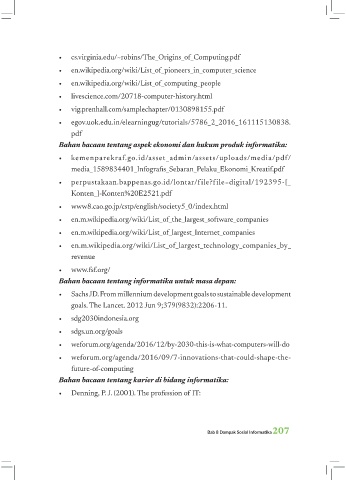 • cs.virginia.edu/~robins/The_Origins_of_Computing.pdf
• en.wikipedia.org/wiki/List_of_pioneers_in_computer_science
• en.wikipedia.org/wiki/List_of_computing_people
• livescience.com/20718-computer-history.html
• vig.prenhall.com/samplechapter/0130898155.pdf
• egov.uok.edu.in/elearningug/tutorials/5786_2_2016_161115130838.
pdf
Bahan bacaan tentang aspek ekonomi dan hukum produk informatika:
• kemenparekraf.go.id/asset_admin/assets/uploads/media/pdf/
media_1589834401_Infografis_Sebaran_Pelaku_Ekonomi_Kreatif.pdf
• perpustakaan.bappenas.go.id/lontar/file?file=digital/192395-[_
Konten_]-Konten%20E2521.pdf
• www8.cao.go.jp/cstp/english/society5_0/index.html
• en.m.wikipedia.org/wiki/List_of_the_largest_software_companies
• en.m.wikipedia.org/wiki/List_of_largest_Internet_companies
• en.m.wikipedia.org/wiki/List_of_largest_technology_companies_by_
revenue
• www.fsf.org/
Bahan bacaan tentang informatika untuk masa depan:
• Sachs JD. From millennium development goals to sustainable development
goals. The Lancet. 2012 Jun 9;379(9832):2206-11.
• sdg2030indonesia.org
• sdgs.un.org/goals
• weforum.org/agenda/2016/12/by-2030-this-is-what-computers-will-do
• weforum.org/agenda/2016/09/7-innovations-that-could-shape-the-
future-of-computing
Bahan bacaan tentang karier di bidang informatika:
• Denning, P. J. (2001). The profession of IT:
Bab 8 Dampak Sosial Informatika 207